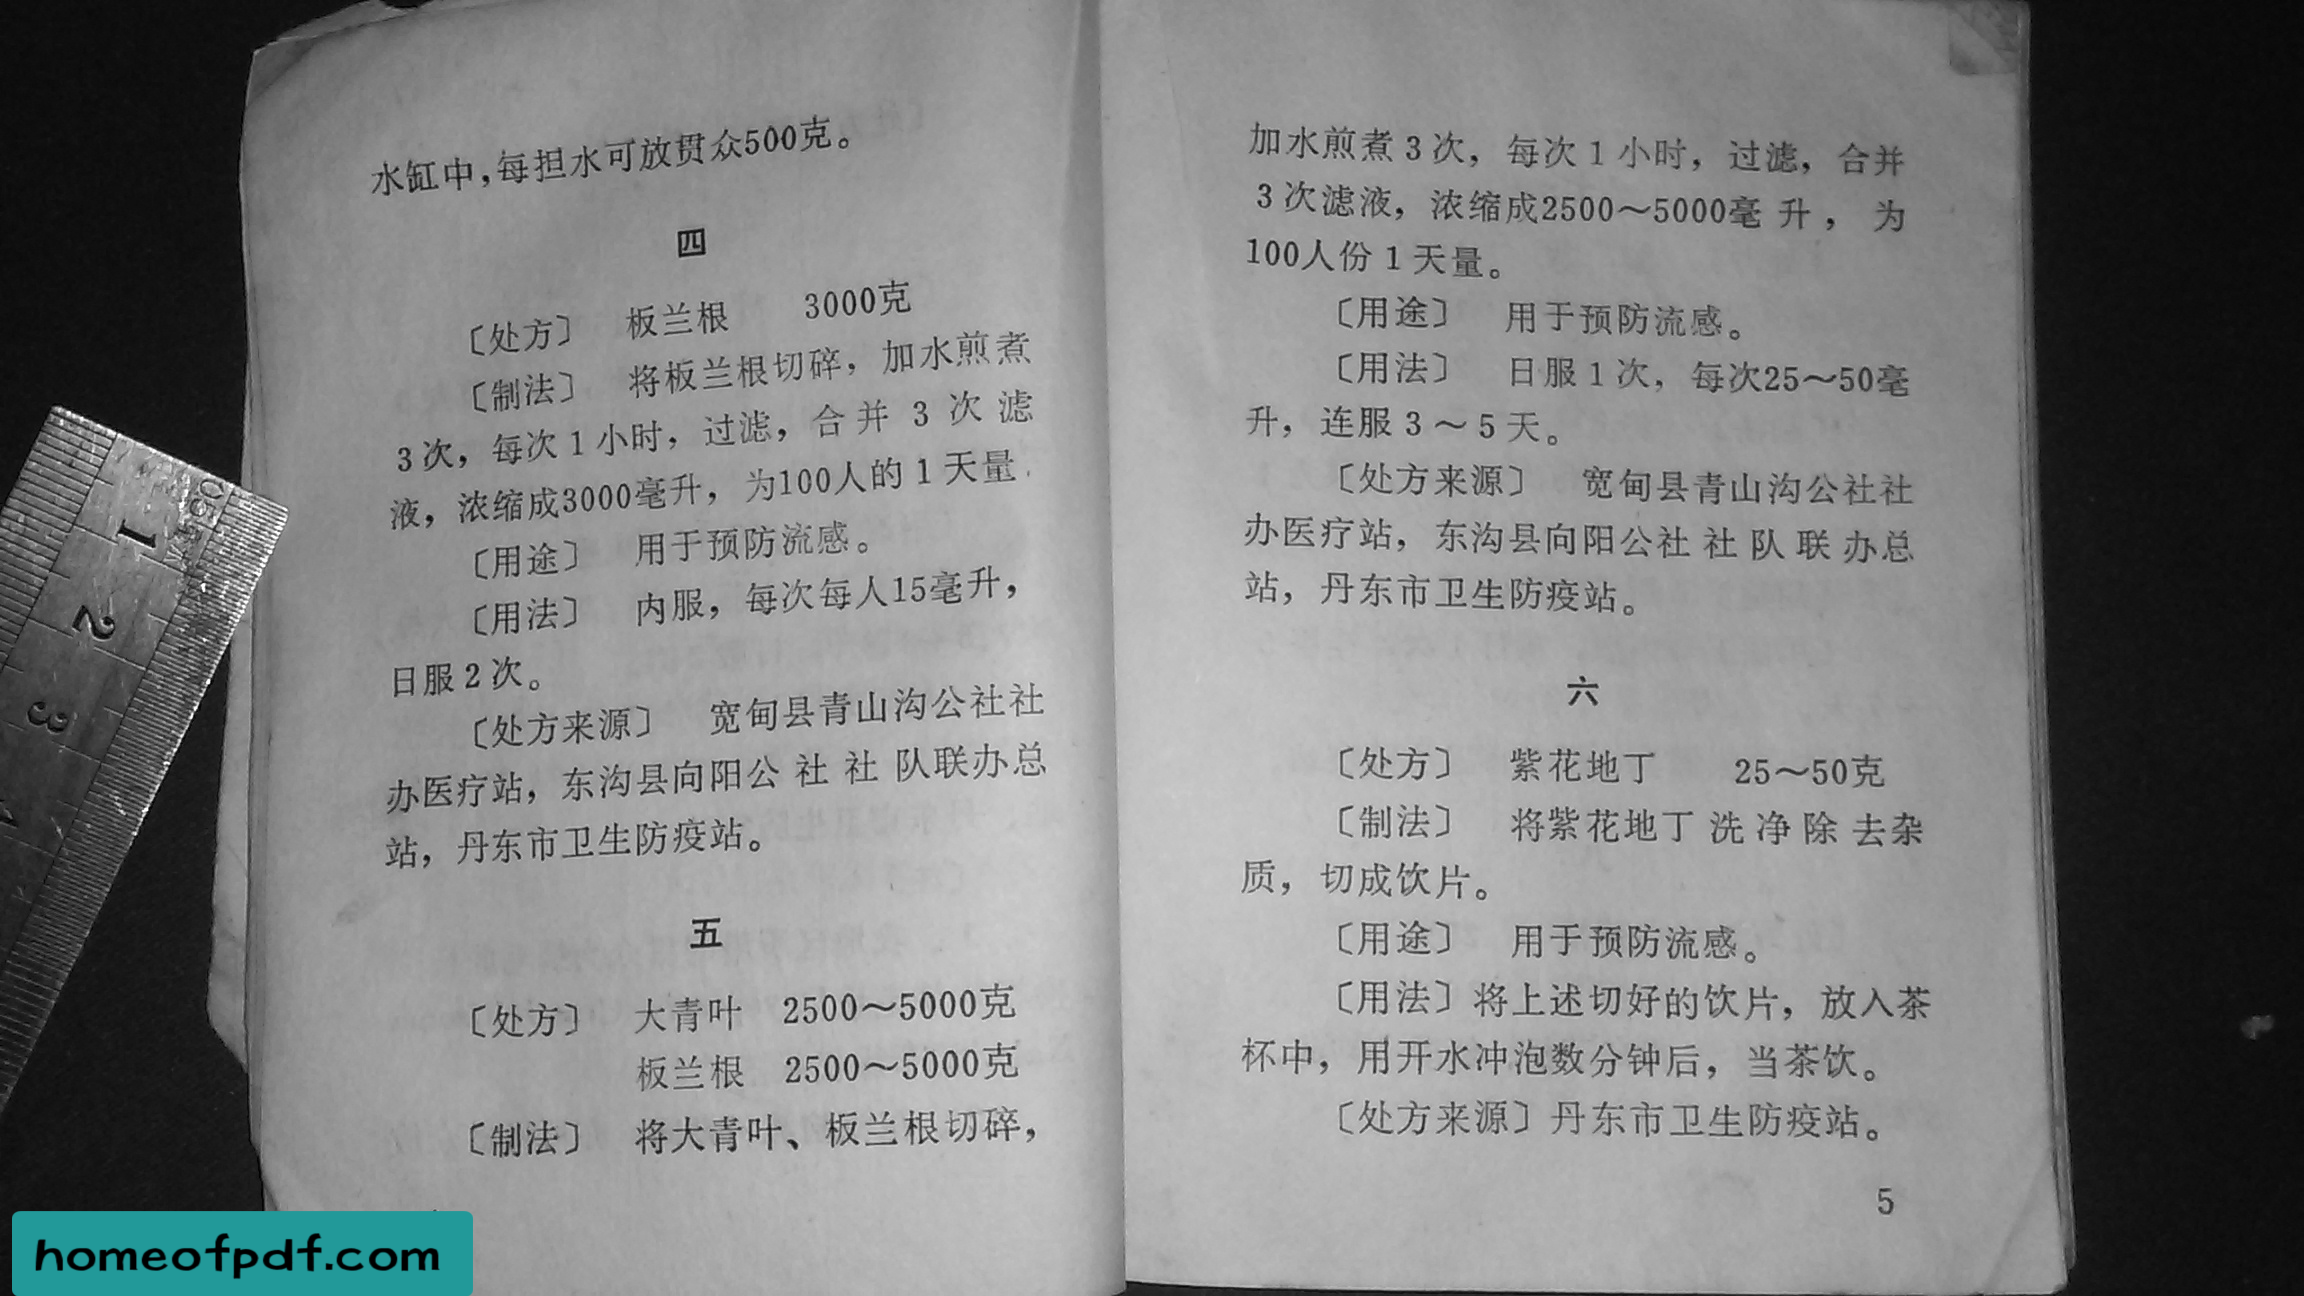 水缸中，每担水可放贯众500克。
四
〔处方〕 板兰根 3000克
〔制法〕 将板兰根切碎，加水煎煮
3次，每次1小时，过滤，合并3次滤
液，浓缩成3000毫升，为100人的1天量.
〔用途〕 用于预防流感。
〔用法〕 内服，每次每人15毫升，
日服2次。
〔处方来源〕 宽甸县青山沟公社社
办医疗站，东沟县向阳公社社队联办总
站，丹东市卫生防疫站。
五
〔处方〕 大青叶 2500～5000克
板兰根 2500～5000克
〔制法〕 将大青叶、板兰根切碎，
加水煎煮3次，每次1小时，过滤，合并
3次滤液，浓缩成2500～5000毫升，为
100人份1天量。
〔用途〕 用于预防流感。
〔用法〕 日服1次，每次25～50毫
升，连服3～5天。
〔处方来源〕 宽甸县青山沟公社社
办医疗站，东沟县向阳公社社队联办总
站，丹东市卫生防疫站。
六
〔处方〕 紫花地丁 25～50克
〔制法〕 将紫花地丁洗净除去杂
质，切成饮片。
〔用途〕 用于预防流感。
〔用法〕将上述切好的饮片，放入茶
杯中，用开水冲泡数分钟后，当茶饮。
〔处方来源〕丹东市卫生防疫站。
5
1
2
3
homeofpdf.com